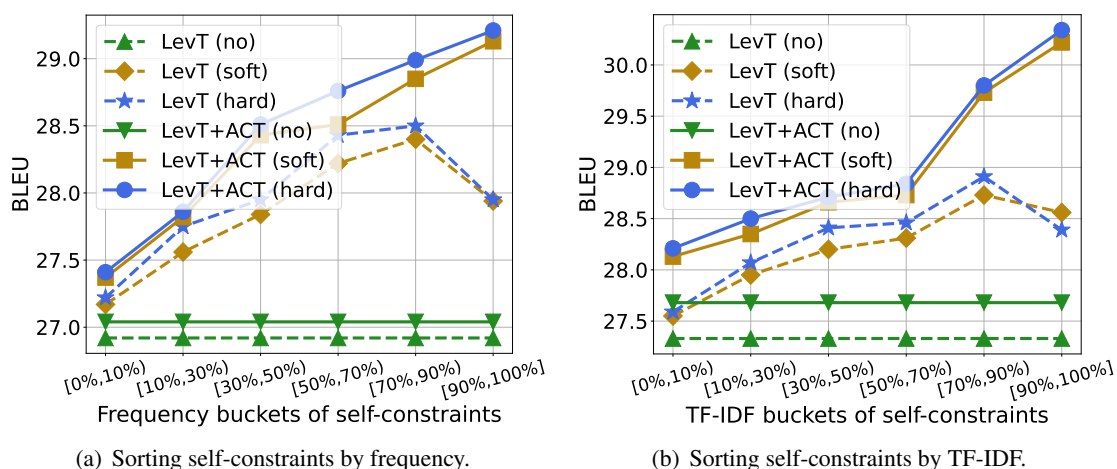 29.0
28.5
28.0
27.5
27.0
BLEU
LevT (no)
LevT (soft)
LevT (hard)
LevT+ACT (no)
LevT+ACT (soft)
LevT+ACT (hard)
[0%,10%)
[10%,30%)
[30%,50%)
[50%,70%)
[70%,90%)
[90%,100%]
Frequency buckets of self-constraints
(a) Sorting self-constraints by frequency.
30.0
29.5
29.0
28.5
28.0
27.5
BLEU
LevT (no)
LevT (soft)
LevT (hard)
LevT+ACT (no)
LevT+ACT (soft)
LevT+ACT (hard)
[0%,10%)
[10%,30%)
[30%,50%)
[50%,70%)
[70%,90%)
[90%,100%]
TF-IDF buckets of self-constraints
(b) Sorting self-constraints by TF-IDF.